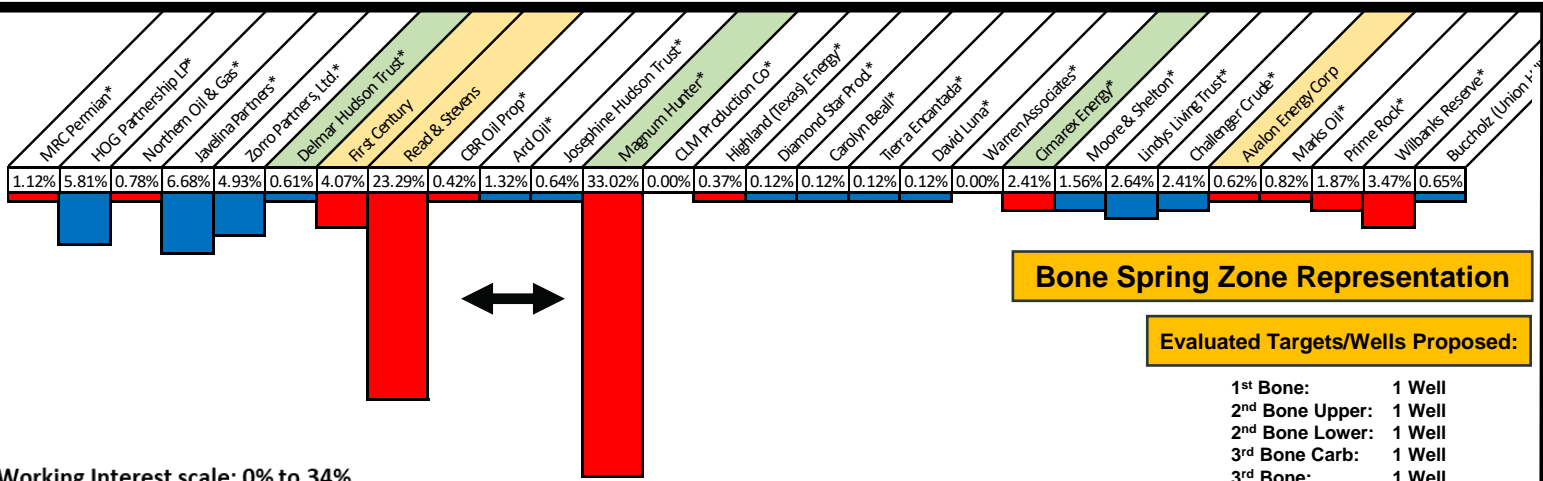 MRC Permian*
HOG Partnership LP*
Northern Oil & Gas*
Javelina Partners*
Zorro Partners, Ltd.*
Delmar Hudson Trust*
First Century
Read & Stevens
CBR Oil Prop*
Ard Oil*
Josephine Hudson Trust*
Magnum Hunter*
CLM Production Co*
Highland (Texas) Energy*
Diamond Star Prod.*
Carolyn Beall*
Tierra Encantada*
David Luna*
Warren Associates*
Cimarex Energy*
Moore & Shelton*
Lindys Living Trust*
Challenger Crude*
Avalon Energy Corp
Marks Oil*
Prime Rock*
Wilbanks Reserve*
Buccholz (Union
1.12% 5.81% 0.78% 6.68% 4.93% 0.61% 4.07% 23.29% 0.42% 1.32% 0.64% 33.02% 0.00% 0.37% 0.12% 0.12% 0.12% 0.12% 0.00% 2.41% 1.56% 2.64% 2.41% 0.62% 0.82% 1.87% 3.47% 0.65%
Bone Spring Zone Representation
Evaluated Targets/Wells Proposed:
1st Bone: 1 Well
2nd Bone Upper: 1 Well
2nd Bone Lower: 1 Well
3rd Bone Carb: 1 Well
3rd Bone: 1 Well
Working Interest scale: 0% to 34%